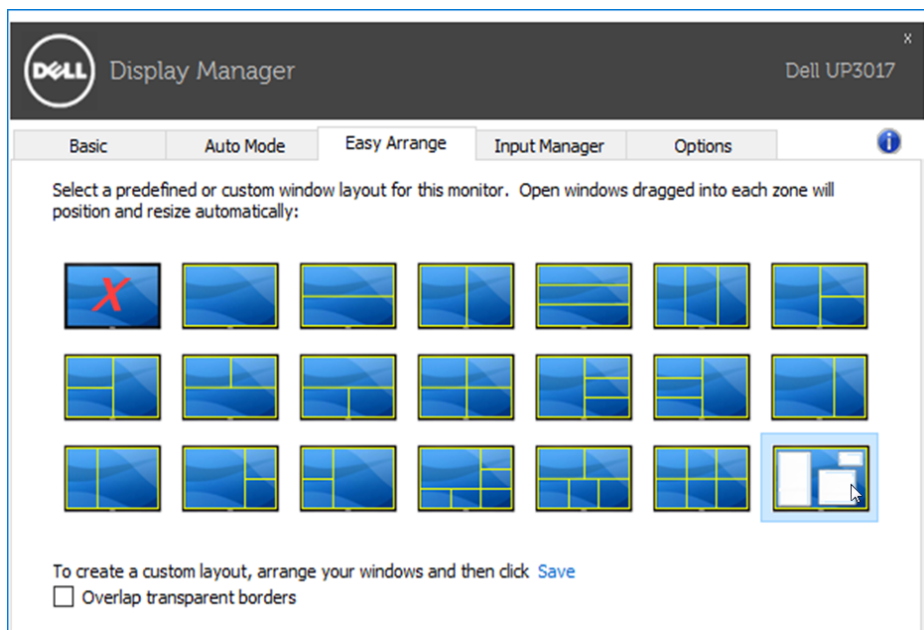 DELL Display Manager
x
Dell UP3017
Basic
Auto Mode
Easy Arrange
Input Manager
Options
i
Select a predefined or custom window layout for this monitor. Open windows dragged into each zone will
position and resize automatically:
X
To create a custom layout, arrange your windows and then click Save
Overlap transparent borders